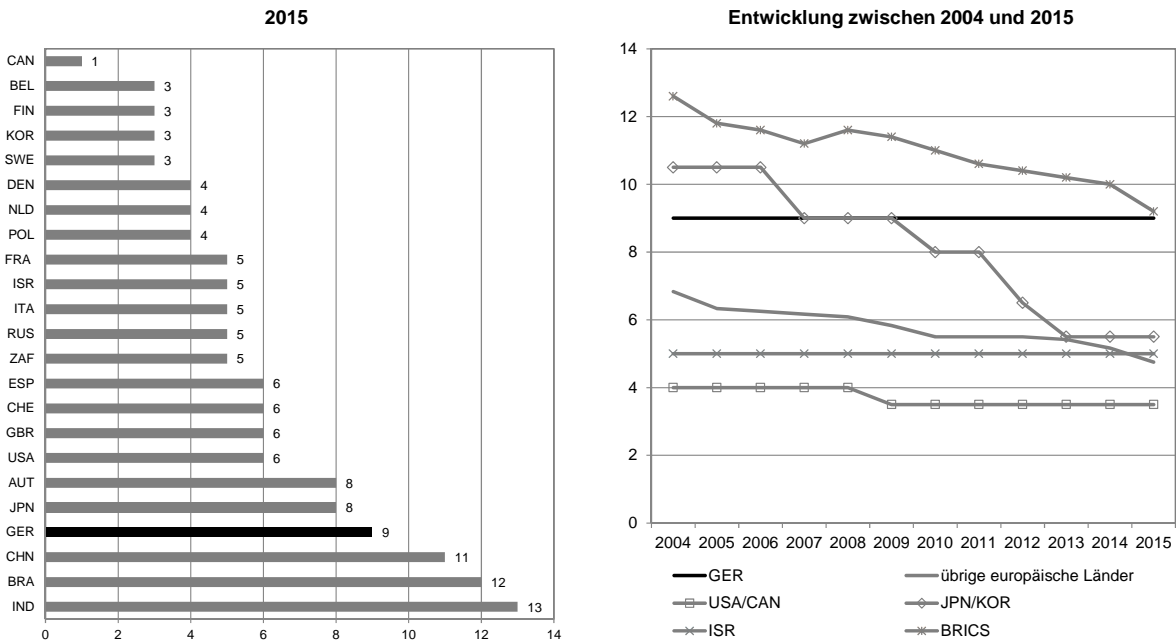 2015
CAN 1
BEL 3
FIN 3
KOR 3
SWE 3
DEN 4
NLD 4
POL 4
FRA 5
ISR 5
ITA 5
RUS 5
ZAF 5
ESP 6
CHE 6
GBR 6
USA 6
AUT 8
JPN 8
GER 9
CHN 11
BRA 12
IND 13
0 2 4 6 8 10 12 14
Entwicklung zwischen 2004 und 2015
14
12
10
8
6
4
2
0
2004 2005 2006 2007 2008 2009 2010 2011 2012 2013 2014 2015
GER übrige europäische Länder
USA/CAN JPN/KOR
ISR BRICS